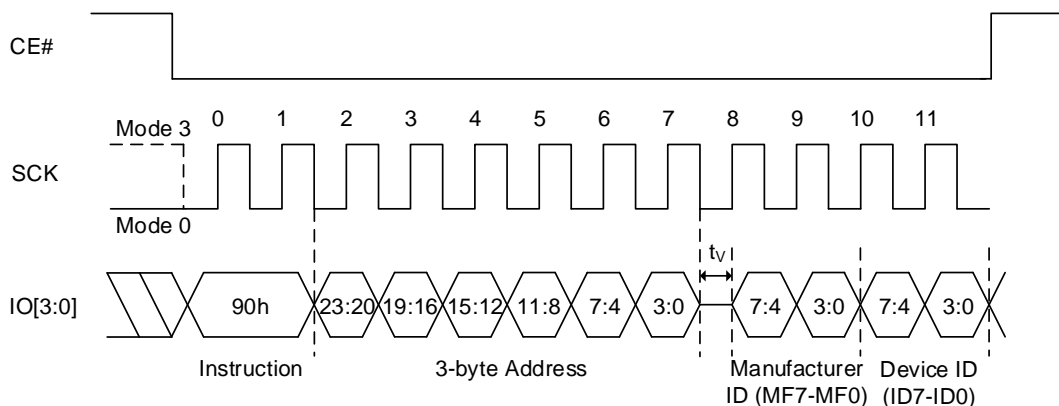 CE#
0 1 2 3 4 5 6 7 8 9 10 11
Mode 3
SCK
Mode 0
tV
IO[3:0] 90h 23:20 19:16 15:12 11:8 7:4 3:0 7:4 3:0 7:4 3:0
Instruction 3-byte Address Manufacturer Device ID
ID (MF7-MF0) (ID7-ID0)